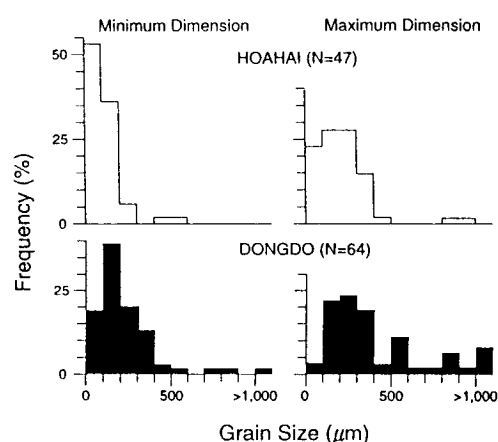 Minimum Dimension Maximum Dimension
HOAHAI (N=47)
50
25
0
DONGDO (N=64)
25
0
0 500 >1,000 0 500 >1,000
Frequency (%)
Grain Size (μm)